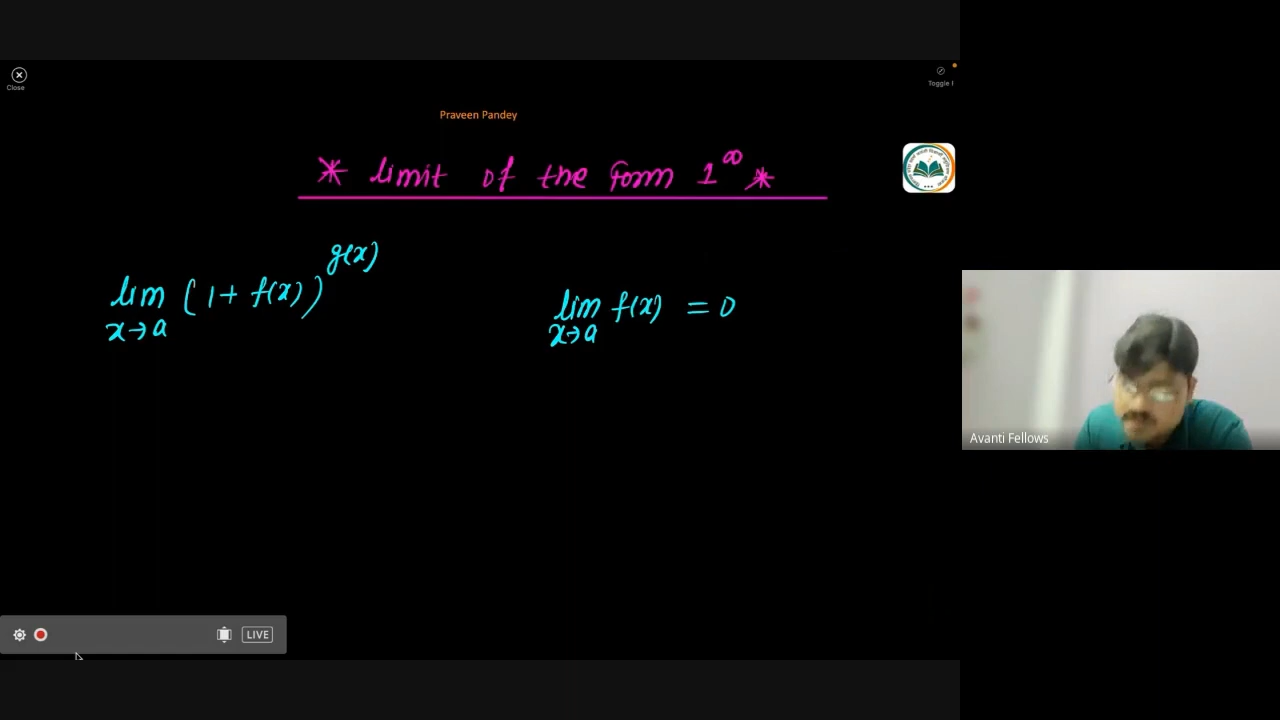 Close
Toggle
Praveen Pandey
* limit of the form 1^∞ *
lim (1 + f(x))^g(x)
x→a
lim f(x) = 0
x→a
Avanti Fellows
LIVE